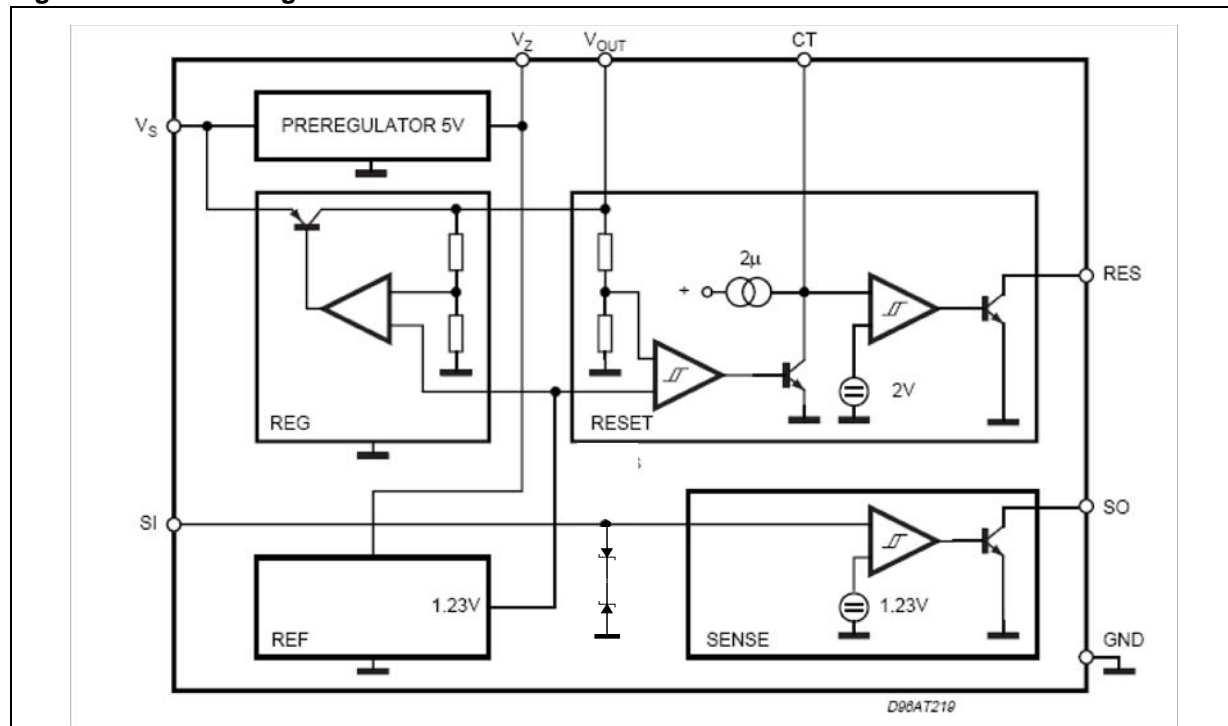 V_Z V_OUT CT
V_S
PREREGULATOR 5V
2µ
+
RES
2V
REG
RESET
SI
SO
1.23V
1.23V
REF
SENSE
GND
D96AT219